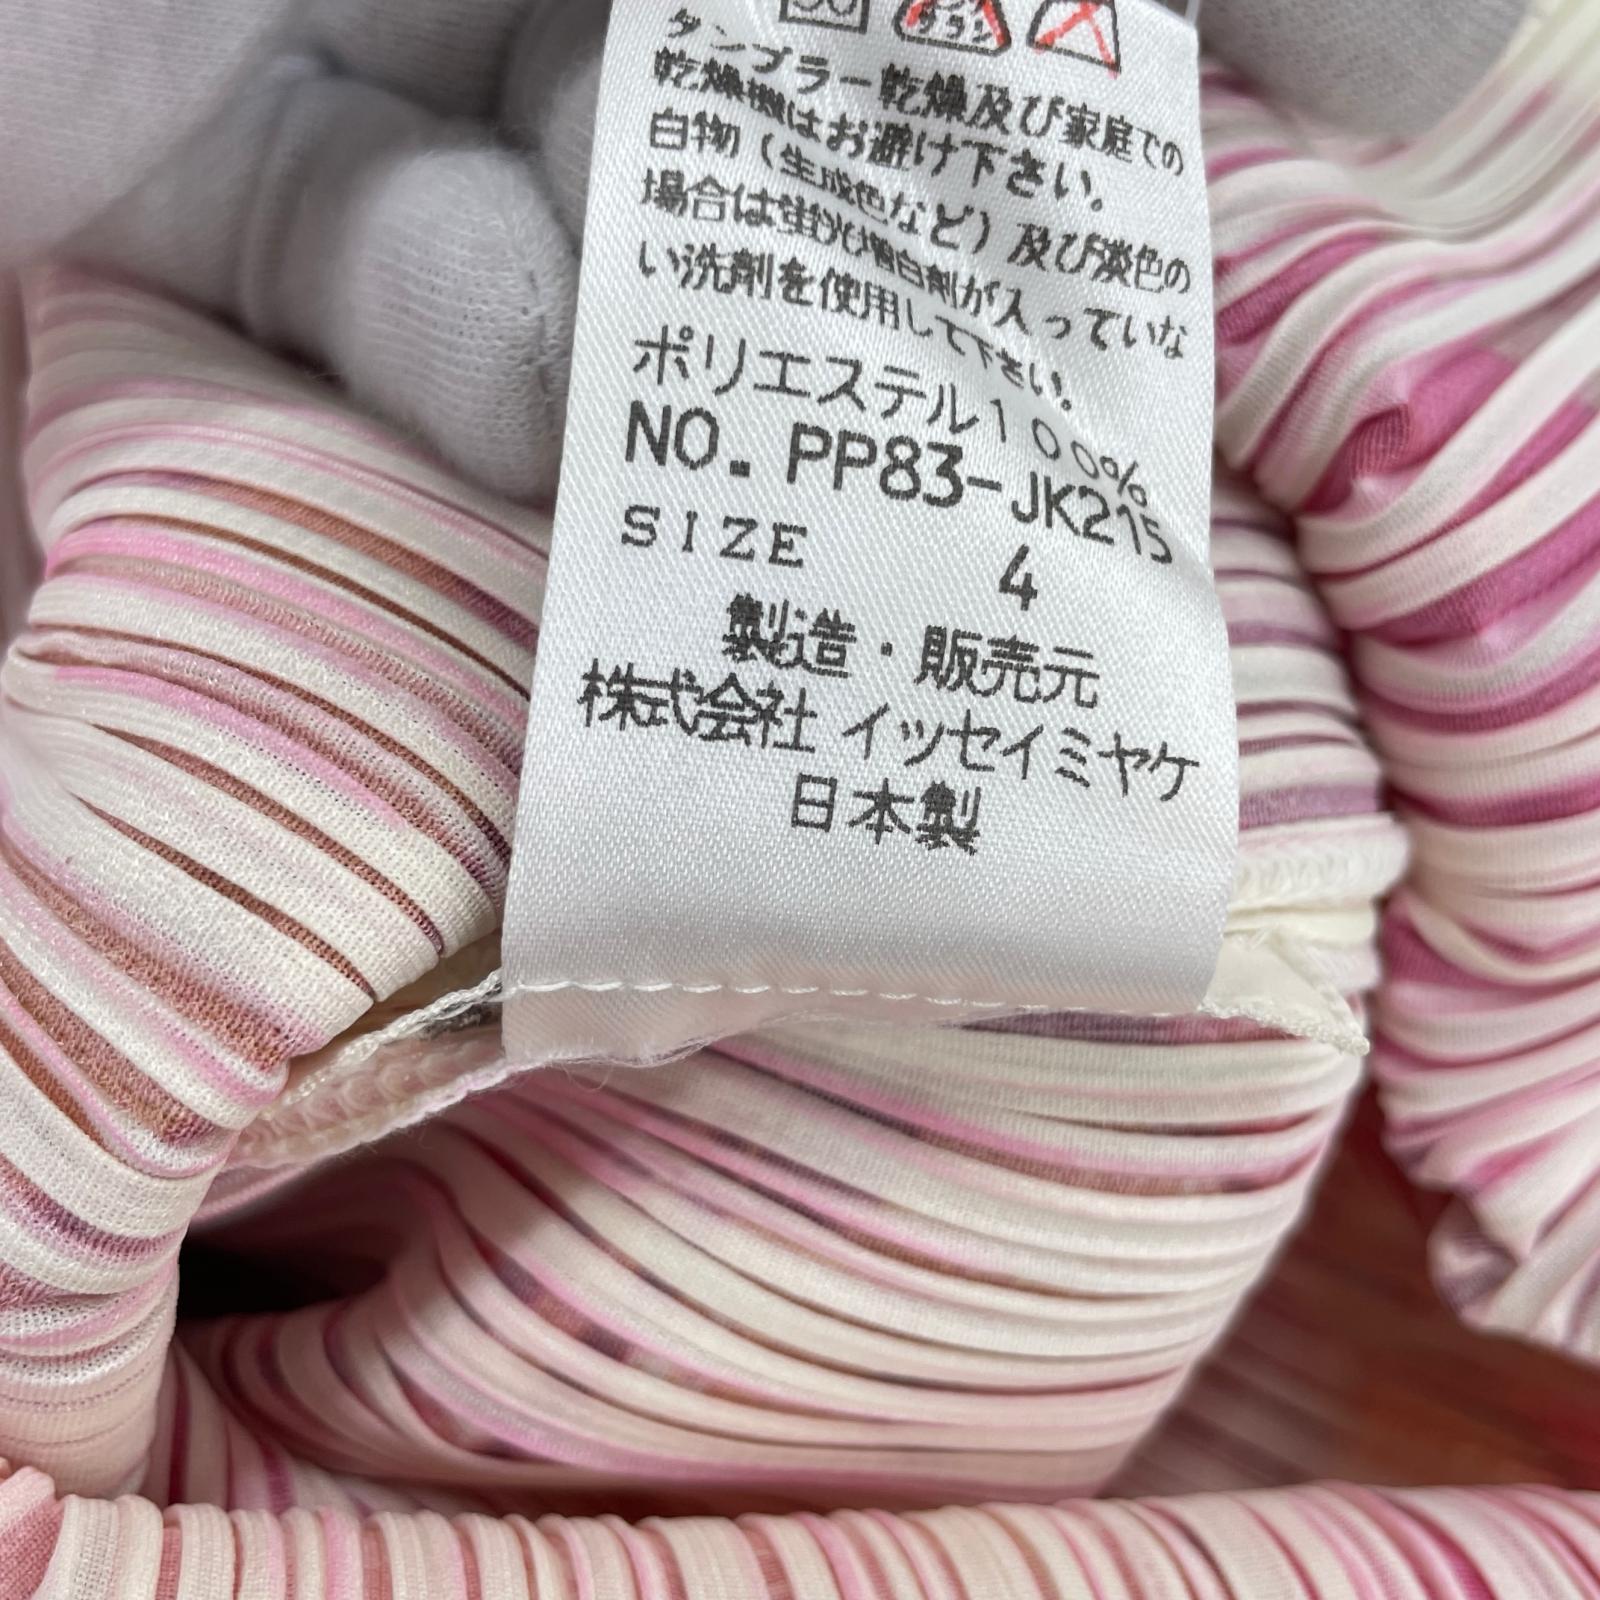 タンブラー乾燥及び家庭での
乾燥機はお避け下さい。
白物（生成色など）及び淡色の
場合は蛍光増白剤が入っていな
い洗剤を使用して下さい。
ポリエステル100%
NO. PP83-JK215
SIZE 4
製造・販売元
株式会社 イッセイミヤケ
日本製